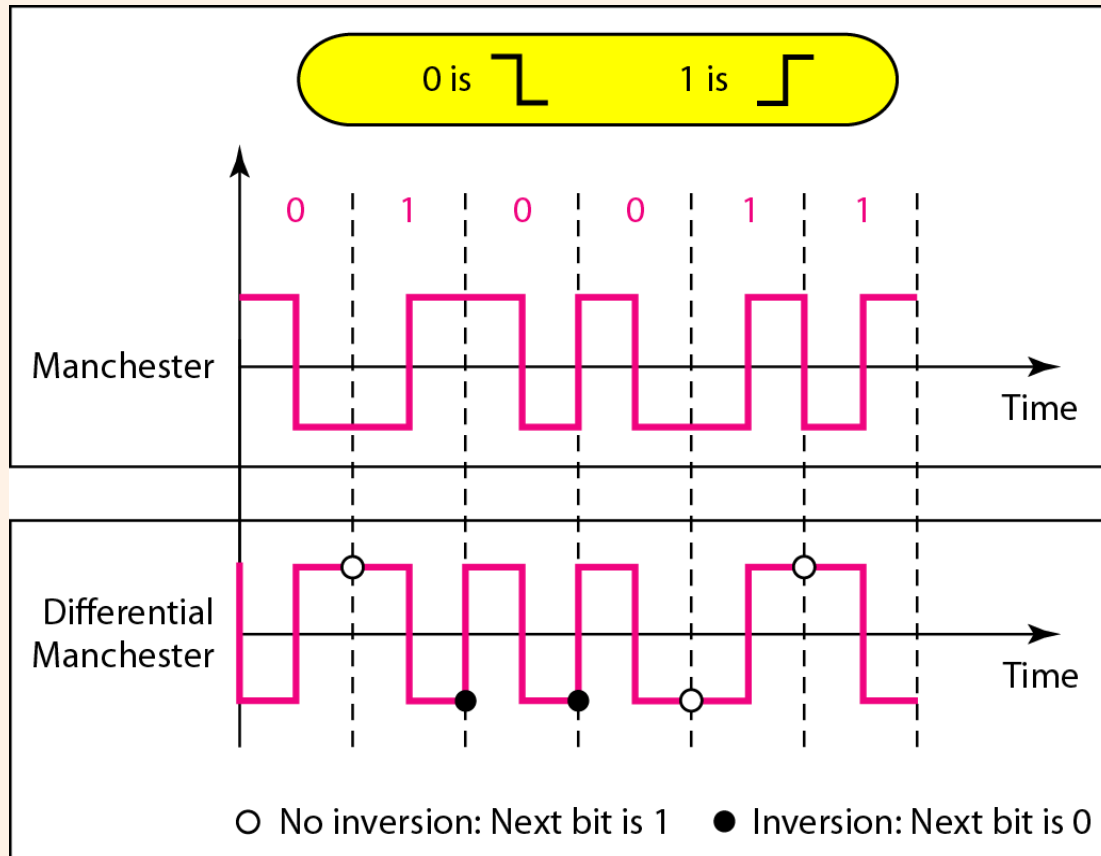 0 is 1 is
0 1 0 0 1 1
Manchester
Time
Differential
Manchester
Time
No inversion: Next bit is 1 Inversion: Next bit is 0